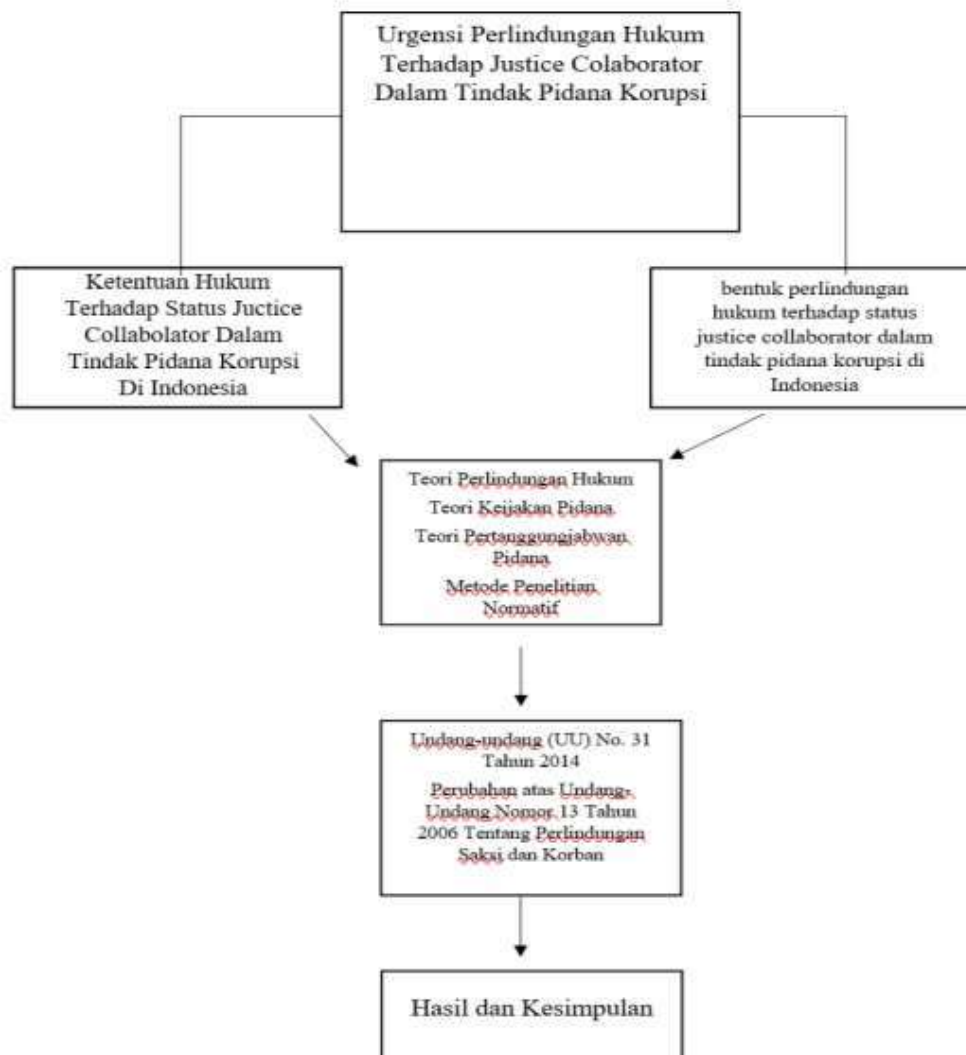 Urgensi Perlindungan Hukum
Terhadap Justice Colaborator
Dalam Tindak Pidana Korupsi
Ketentuan Hukum
Terhadap Status Juctice
Collabolator Dalam
Tindak Pidana Korupsi
Di Indonesia
bentuk perlindungan
hukum terhadap status
justice collaborator dalam
tindak pidana korupsi di
Indonesia
Teori Perlindungan Hukum
Teori Keijakan Pidana
Teori Pertanggungjabwan
Pidana
Metode Penelitian
Normatif
Undang-undang (UU) No. 31
Tahun 2014
Perubahan atas Undang-
Undang Nomor 13 Tahun
2006 Tentang Perlindungan
Saksi dan Korban
Hasil dan Kesimpulan